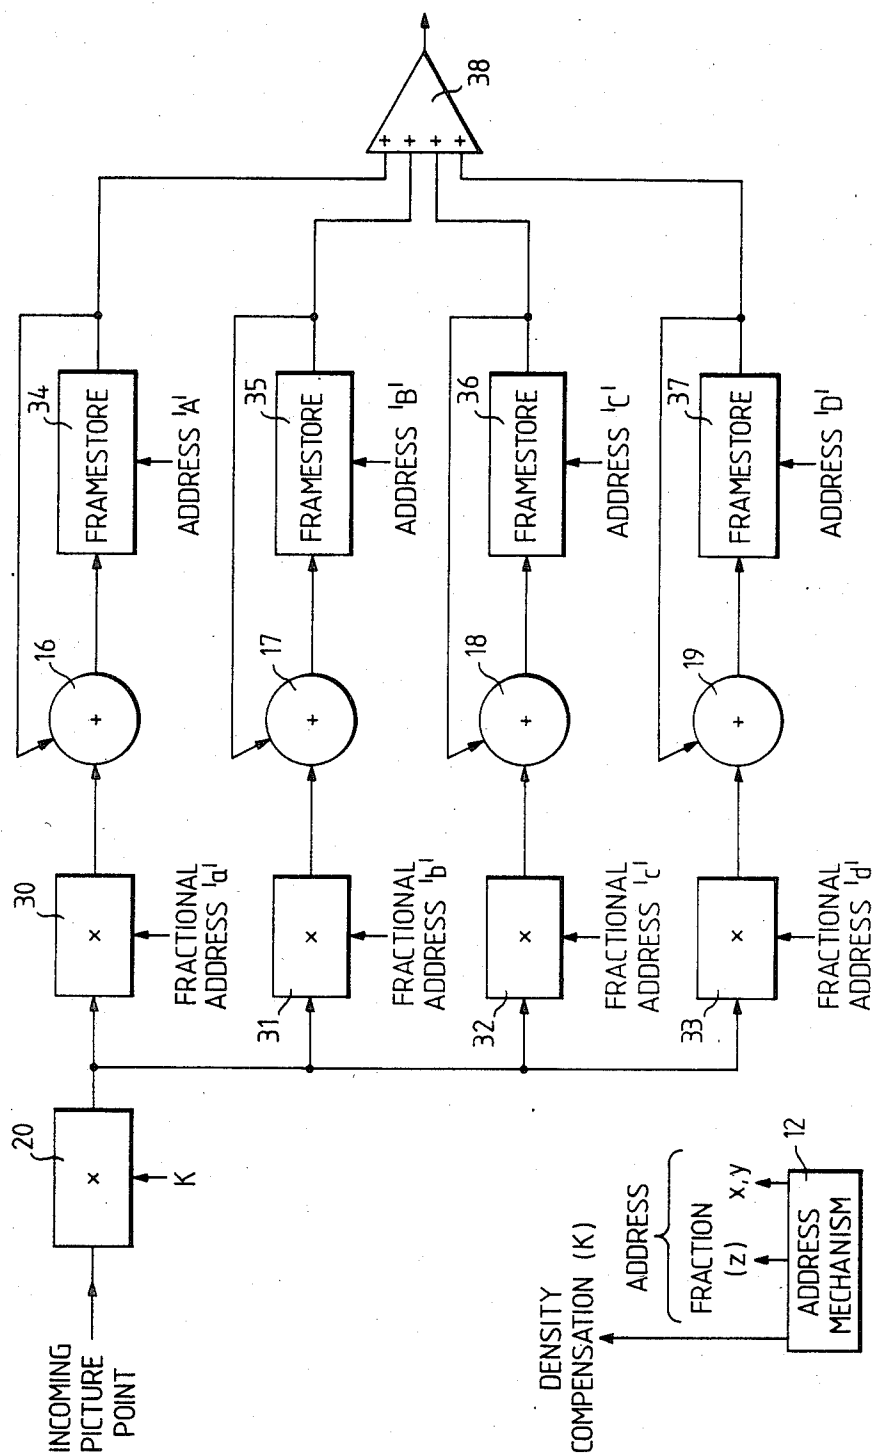 INCOMING
PICTURE
POINT
20
×
K
30
×
FRACTIONAL
ADDRESS 'a'
16
+
34
FRAMESTORE
ADDRESS 'A'
31
×
FRACTIONAL
ADDRESS 'b'
17
+
35
FRAMESTORE
ADDRESS 'B'
32
×
FRACTIONAL
ADDRESS 'c'
18
+
36
FRAMESTORE
ADDRESS 'C'
33
×
FRACTIONAL
ADDRESS 'd'
19
+
37
FRAMESTORE
ADDRESS 'D'
+
+
+
+
38
DENSITY
COMPENSATION (K)
ADDRESS
FRACTION
(z) x,y
12
ADDRESS
MECHANISM